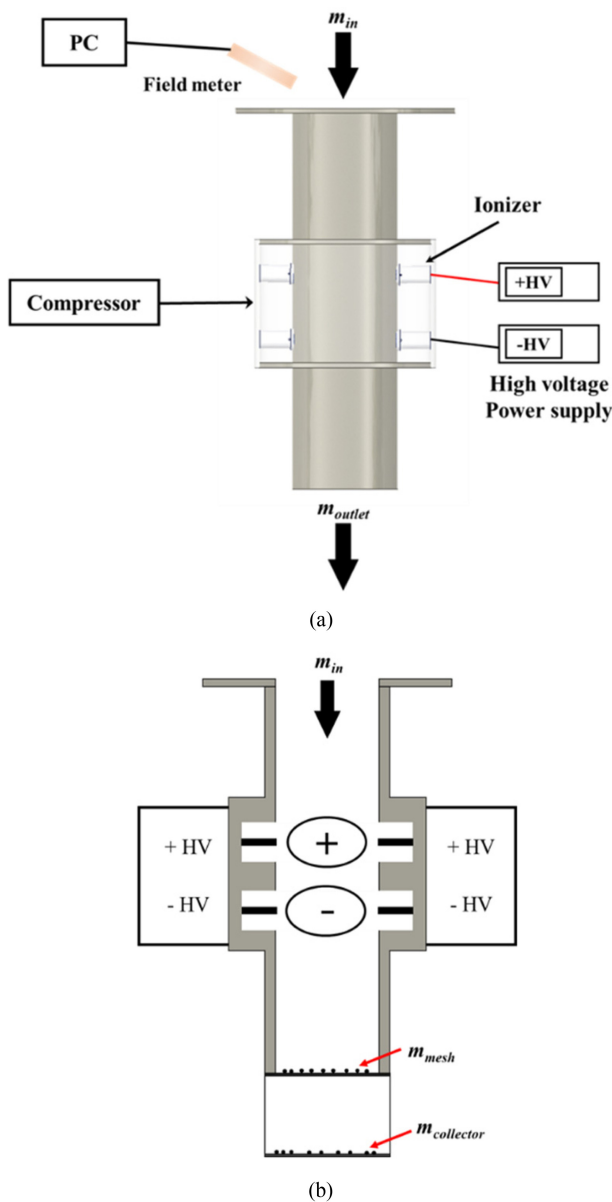 m_in
PC
Field meter
Ionizer
+HV
Compressor
-HV
High voltage
Power supply
m_outlet
(a)
m_in
+ HV
+
+ HV
- HV
-
- HV
m_mesh
m_collector
(b)